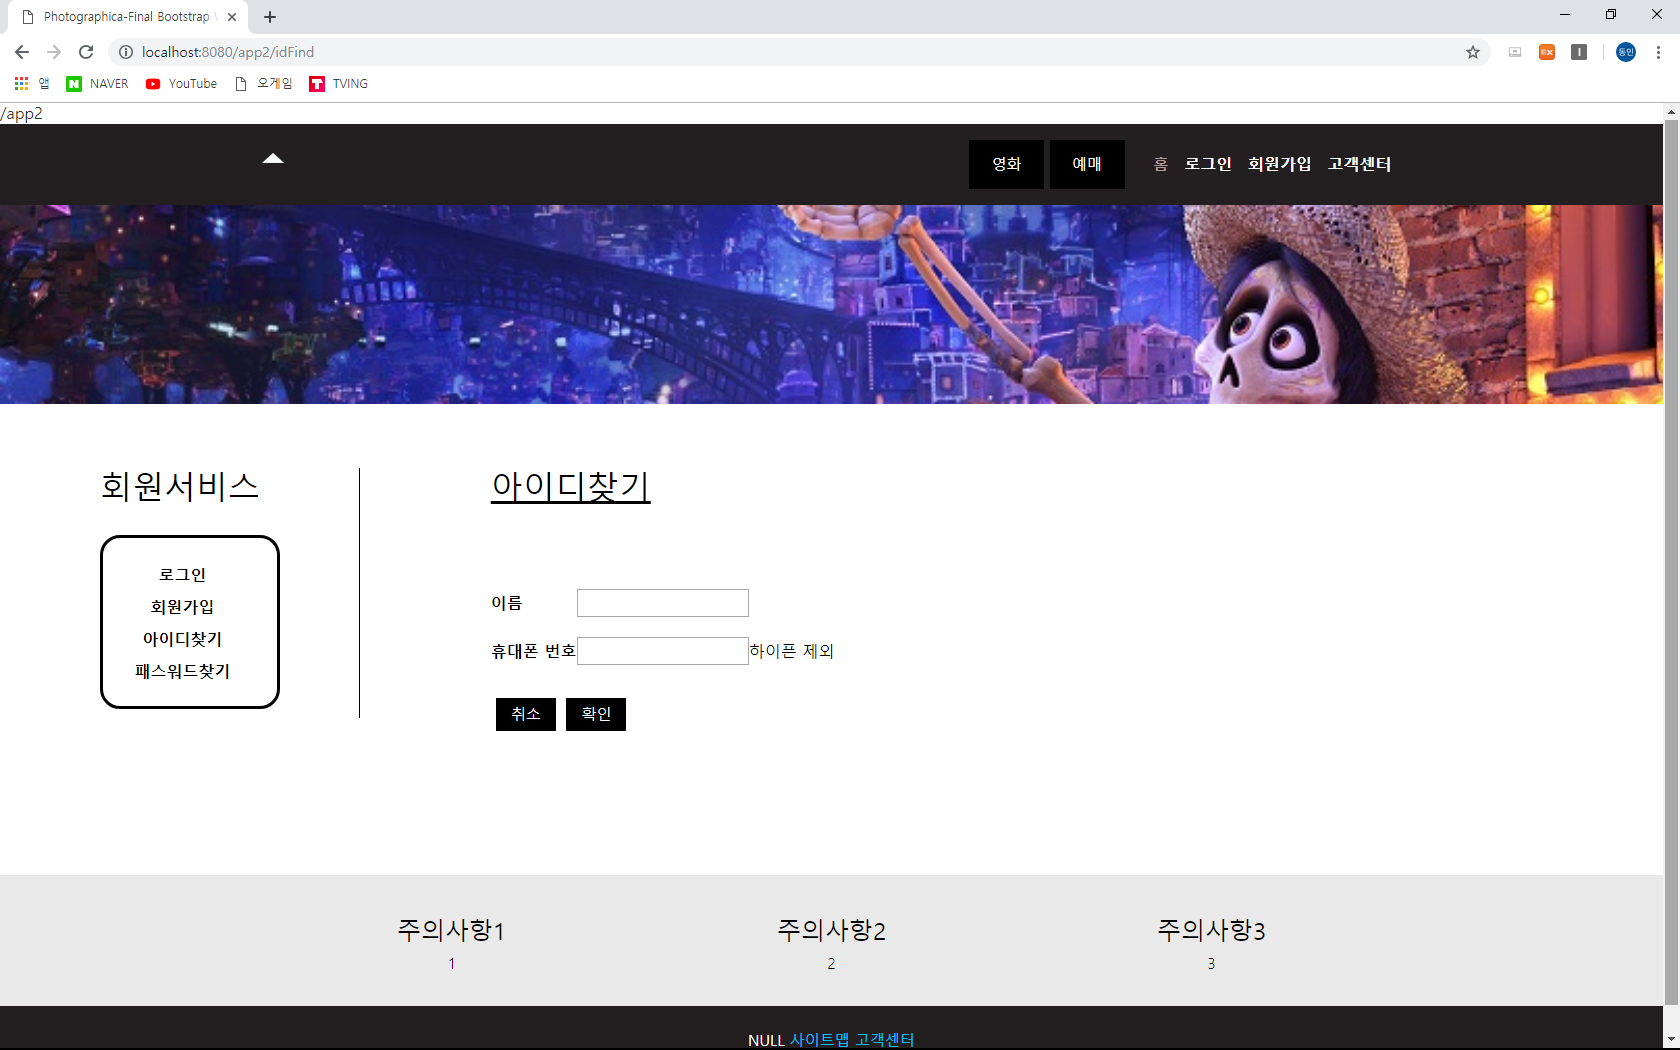 Photographica-Final Bootstrap
localhost:8080/app2/idFind
동민
앱 NAVER YouTube 오게임 TVING
/app2
영화 예매 홈 로그인 회원가입 고객센터
회원서비스
로그인
회원가입
아이디찾기
패스워드찾기
아이디찾기
이름
휴대폰 번호 하이픈 제외
취소 확인
주의사항1 주의사항2 주의사항3
1 2 3
NULL 사이트맵 고객센터